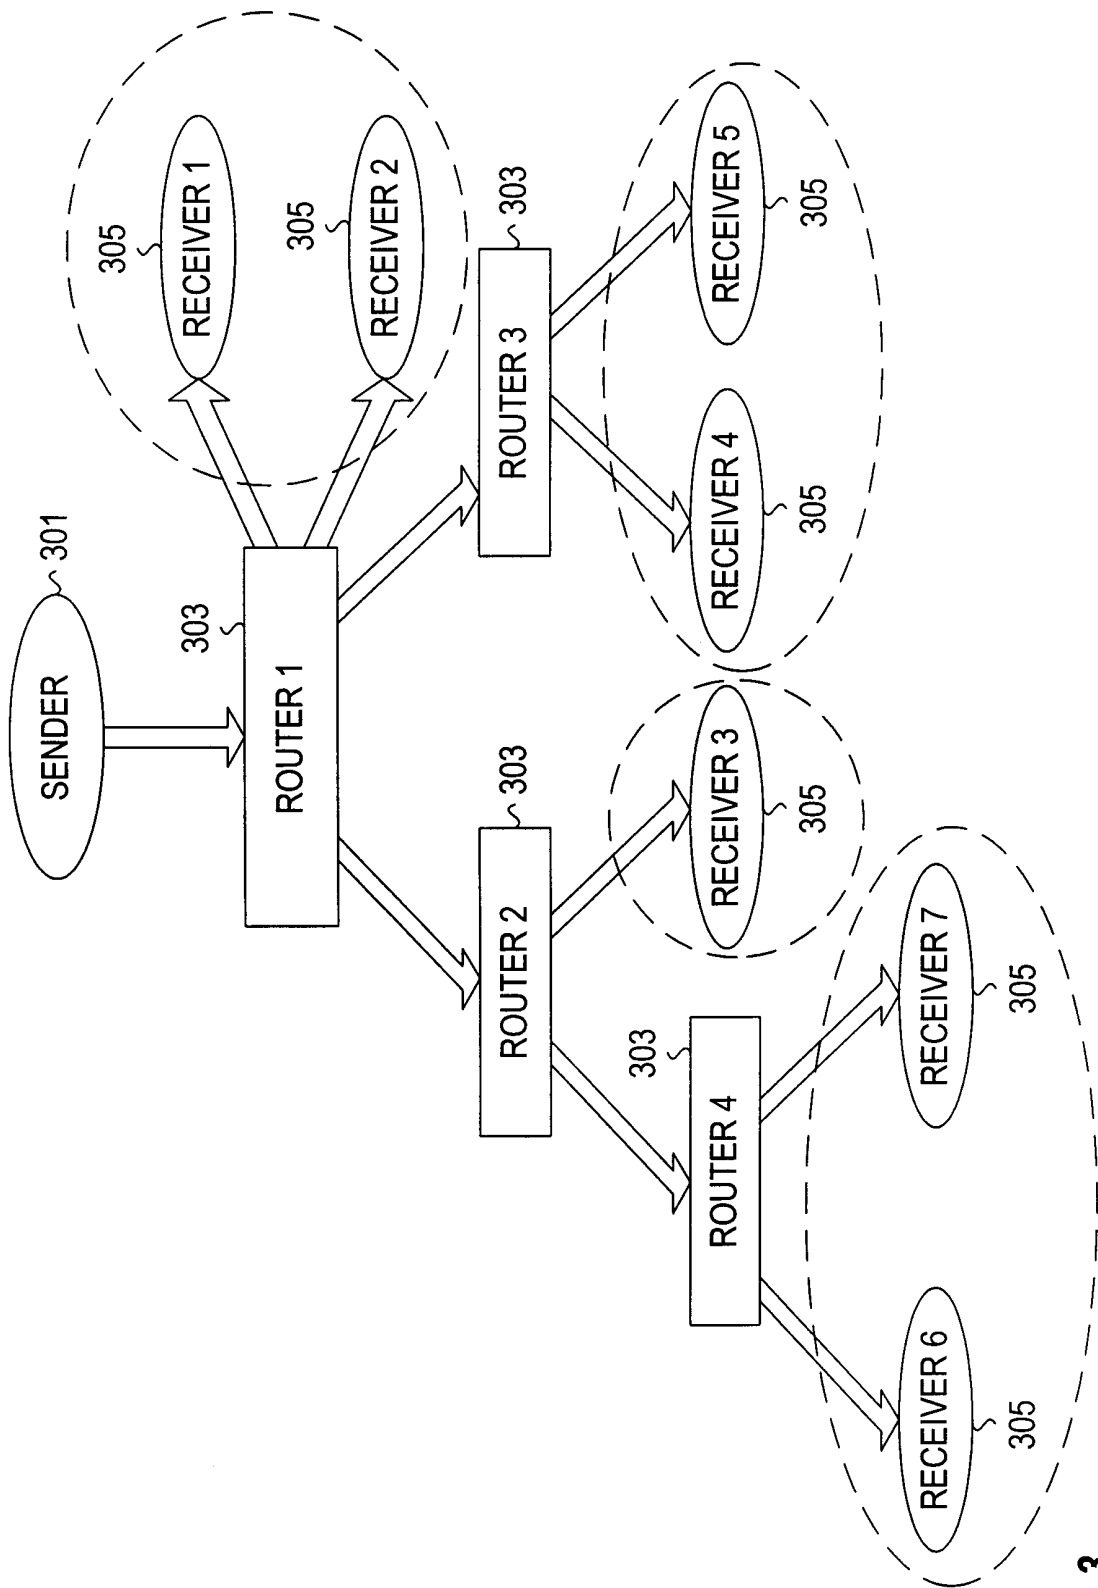 SENDER
301
ROUTER 1
303
RECEIVER 1
305
RECEIVER 2
305
ROUTER 2
303
ROUTER 3
303
ROUTER 4
303
RECEIVER 3
305
RECEIVER 4
305
RECEIVER 5
305
RECEIVER 6
305
RECEIVER 7
305
3